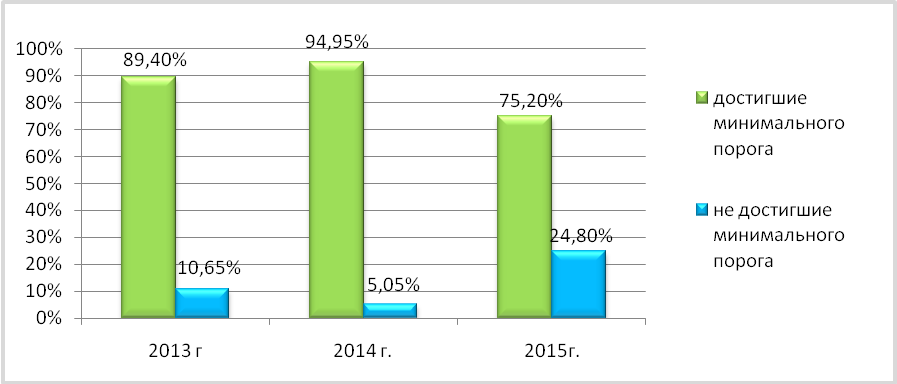 100%
90%
80%
70%
60%
50%
40%
30%
20%
10%
0%
89,40%
10,65%
94,95%
5,05%
75,20%
24,80%
2013 г
2014 г.
2015г.
достигшие
минимального
порога
не достигшие
минимального
порога